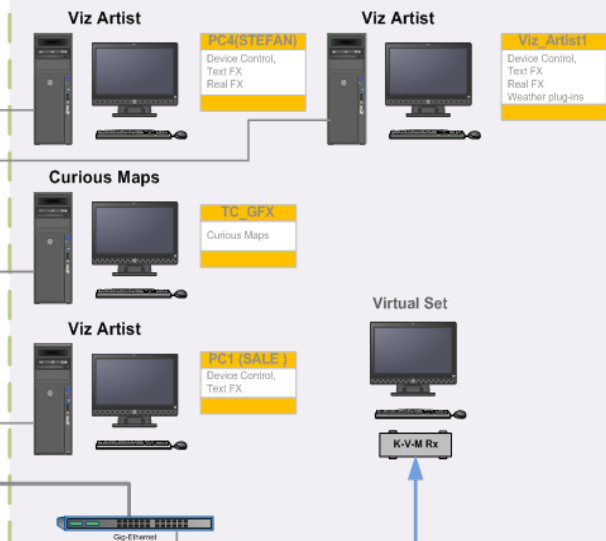 Viz Artist
PC4(STEFAN)
Device Control,
Text FX
Real FX
Viz Artist
Viz_Artist1
Device Control,
Text FX
Real FX
Weather plug-ins
Curious Maps
TC_GFX
Curious Maps
Viz Artist
PC1 (SALE )
Device Control,
Text FX
Virtual Set
K-V-M Rx
Gig-Ethernet